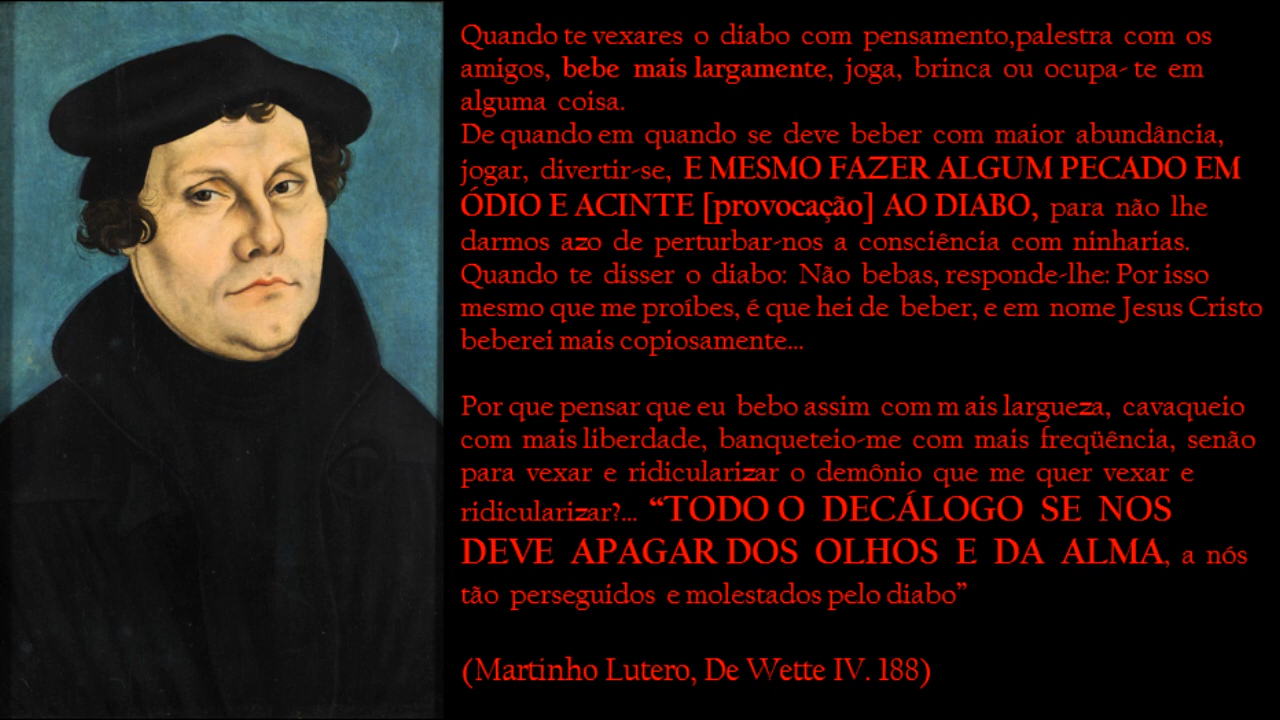 Quando te vexares o diabo com pensamento,palestra com os
amigos, bebe mais largamente, joga, brinca ou ocupa-te em
alguma coisa.
De quando em quando se deve beber com maior abundância,
jogar, divertir-se, E MESMO FAZER ALGUM PECADO EM
ÓDIO E ACINTE [provocação] AO DIABO, para não lhe
darmos azo de perturbar-nos a consciência com ninharias.
Quando te disser o diabo: Não bebas, responde-lhe: Por isso
mesmo que me proíbes, é que hei de beber, e em nome Jesus Cristo
beberei mais copiosamente...
Por que pensar que eu bebo assim com m ais largueza, cavaqueio
com mais liberdade, banqueteio-me com mais freqüência, senão
para vexar e ridicularizar o demônio que me quer vexar e
ridicularizar?... “TODO O DECÁLOGO SE NOS
DEVE APAGAR DOS OLHOS E DA ALMA, a nós
tão perseguidos e molestados pelo diabo”
(Martinho Lutero, De Wette IV. 188)